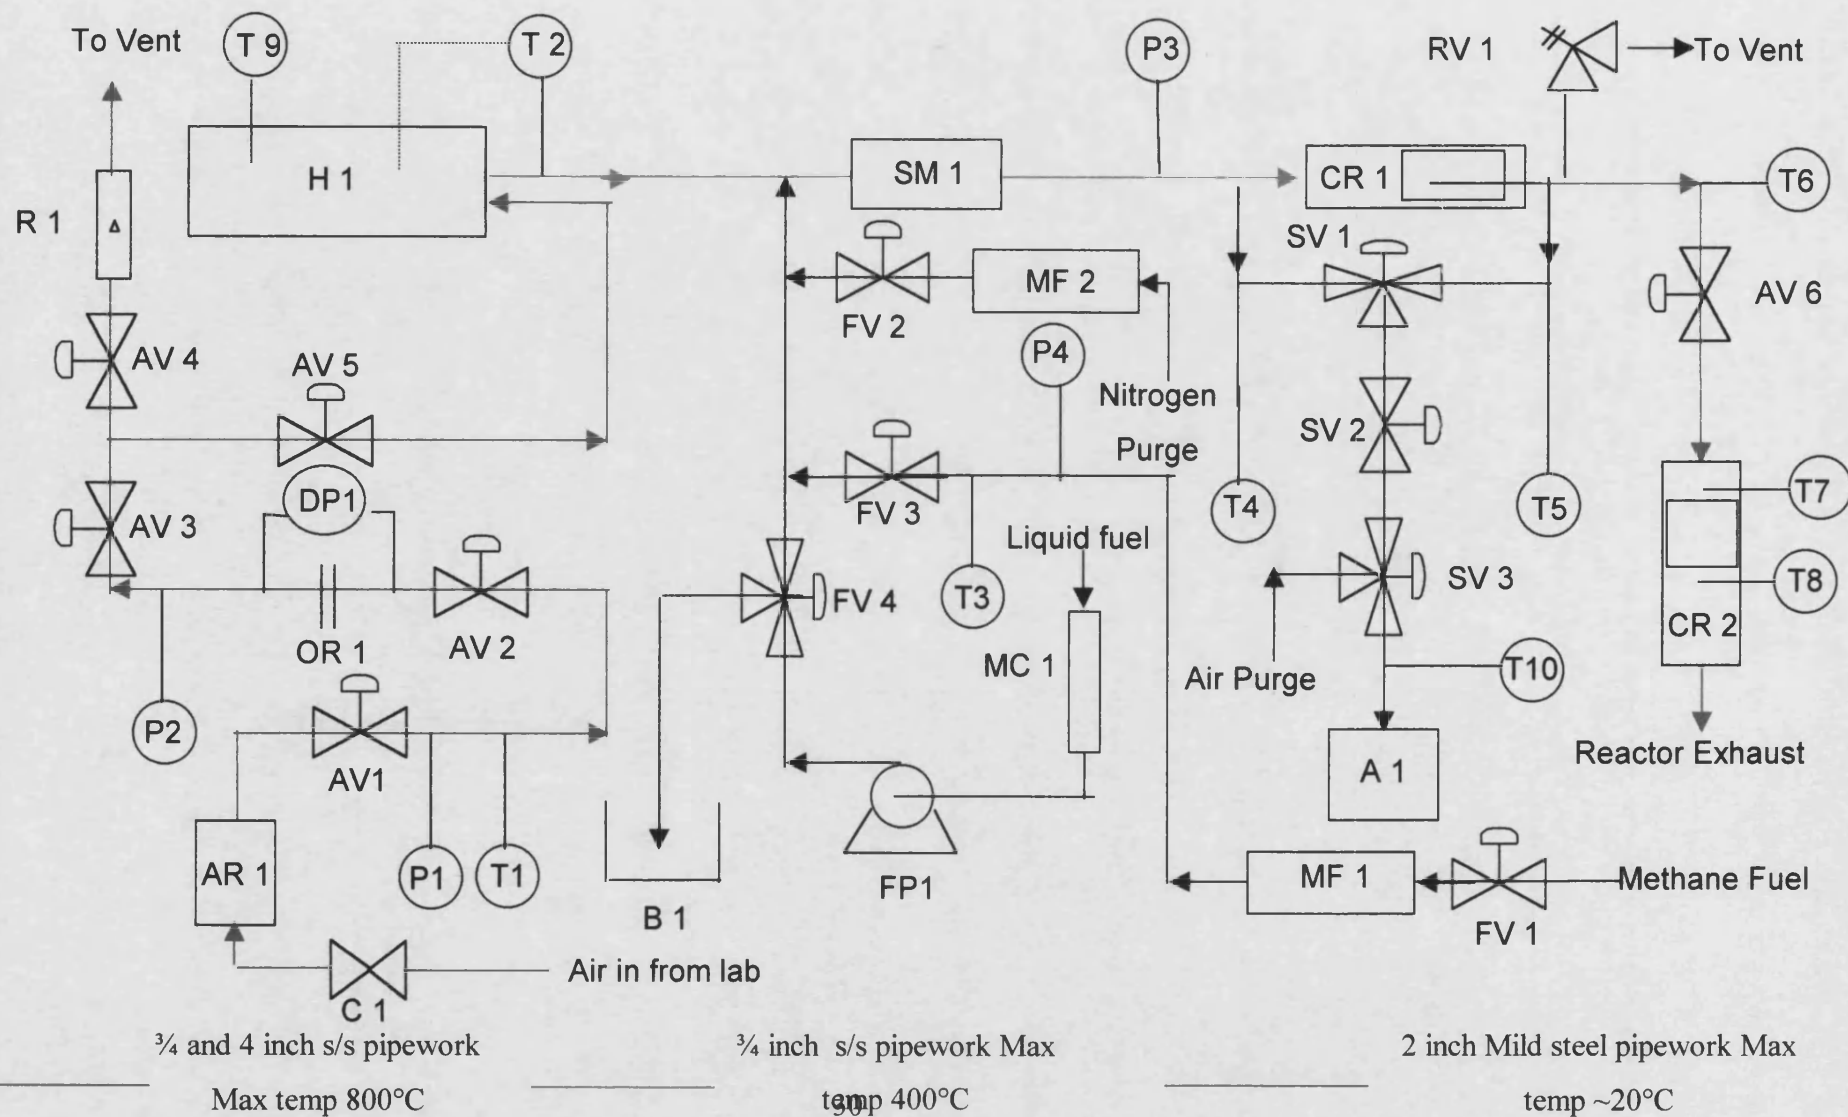 To Vent
T 9
T 2
P3
RV 1
To Vent
H 1
SM 1
CR 1
T6
R 1
SV 1
MF 2
AV 6
FV 2
P4
AV 4
AV 5
Nitrogen
Purge
SV 2
DP1
T4
T5
T7
AV 3
FV 3
Liquid fuel
T3
SV 3
T8
FV 4
OR 1
AV 2
MC 1
CR 2
Air Purge
T10
P2
AV1
Reactor Exhaust
A 1
AR 1
P1
T1
FP1
MF 1
Methane Fuel
B 1
FV 1
Air in from lab
C 1
¾ and 4 inch s/s pipework
Max temp 800°C
¾ inch s/s pipework Max
temp 400°C
2 inch Mild steel pipework Max
temp ~20°C